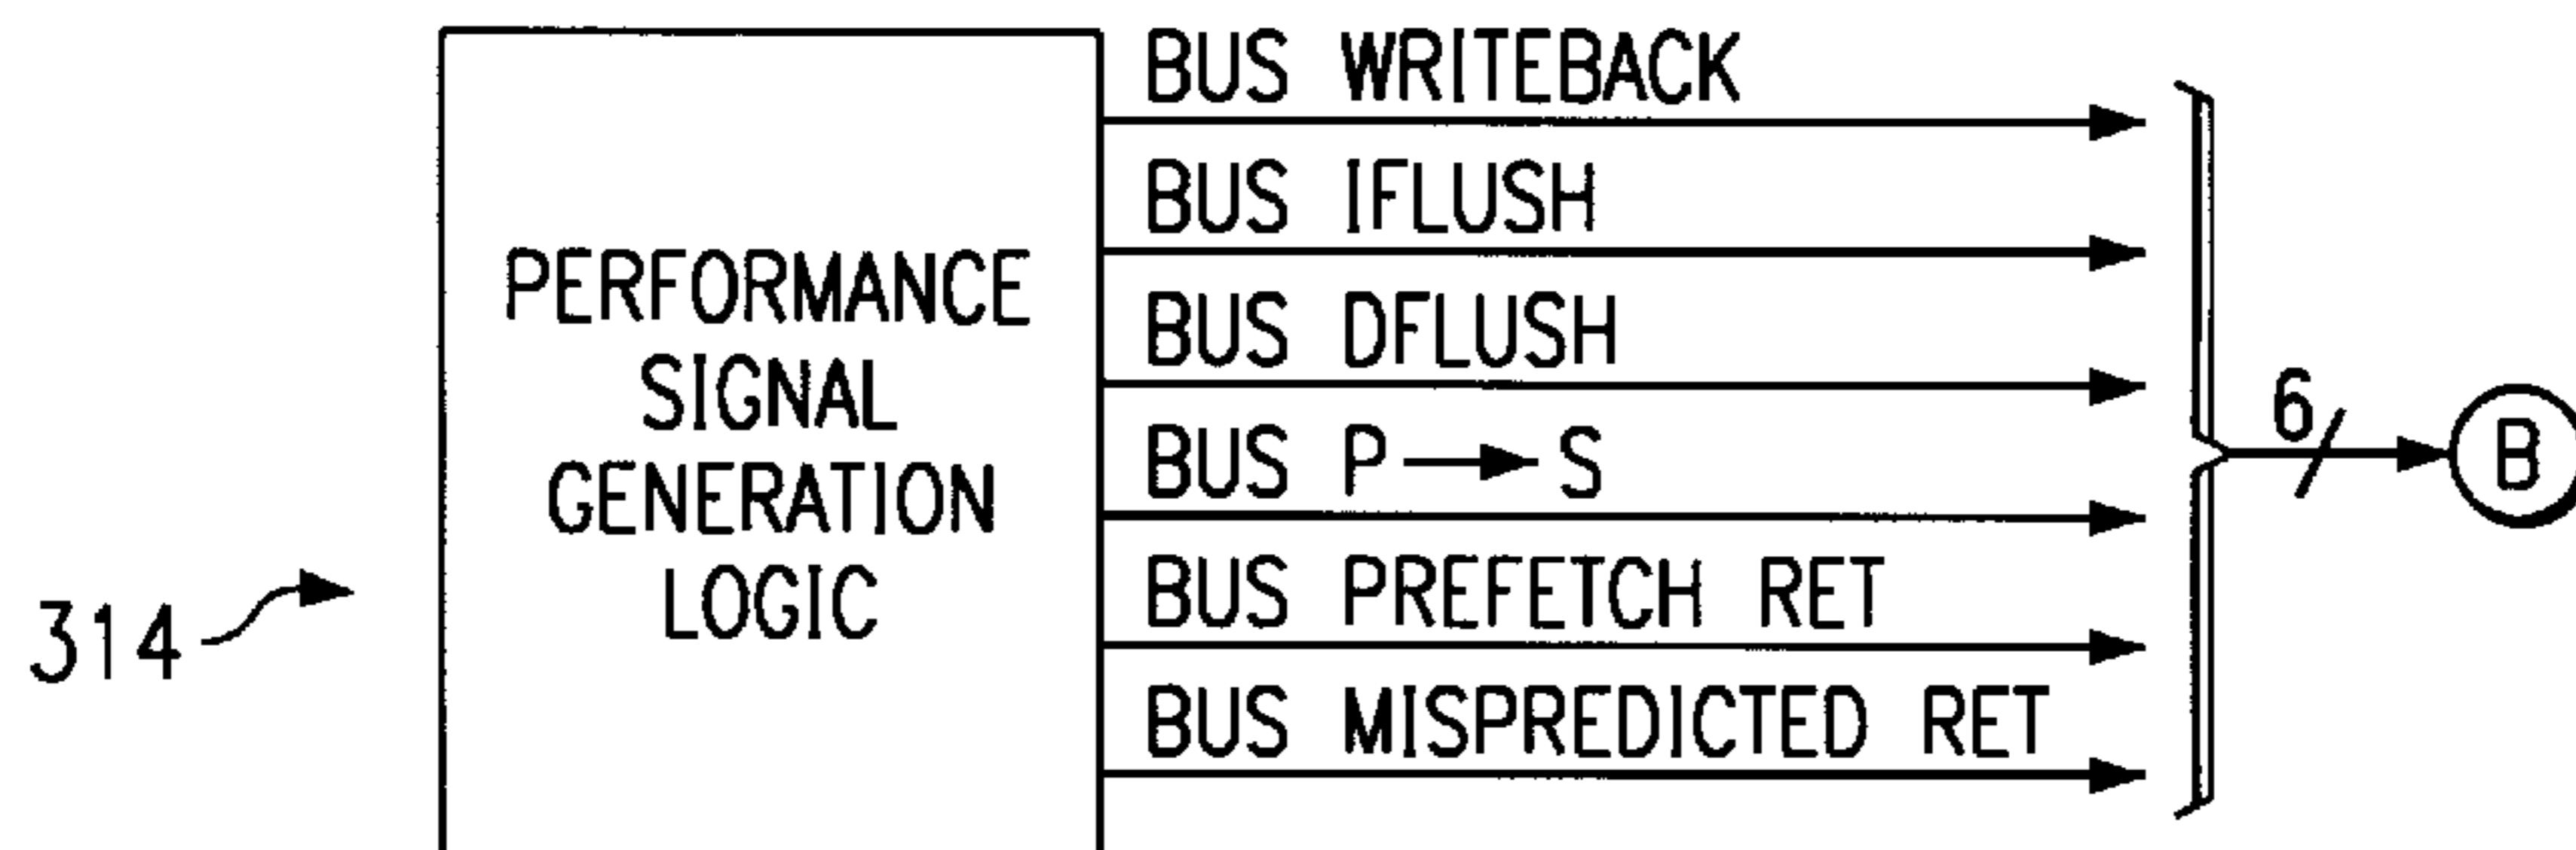 PERFORMANCE
SIGNAL
GENERATION
LOGIC
314
BUS WRITEBACK
BUS IFLUSH
BUS DFLUSH
BUS P → S
BUS PREFETCH RET
BUS MISPREDICTED RET
6
B